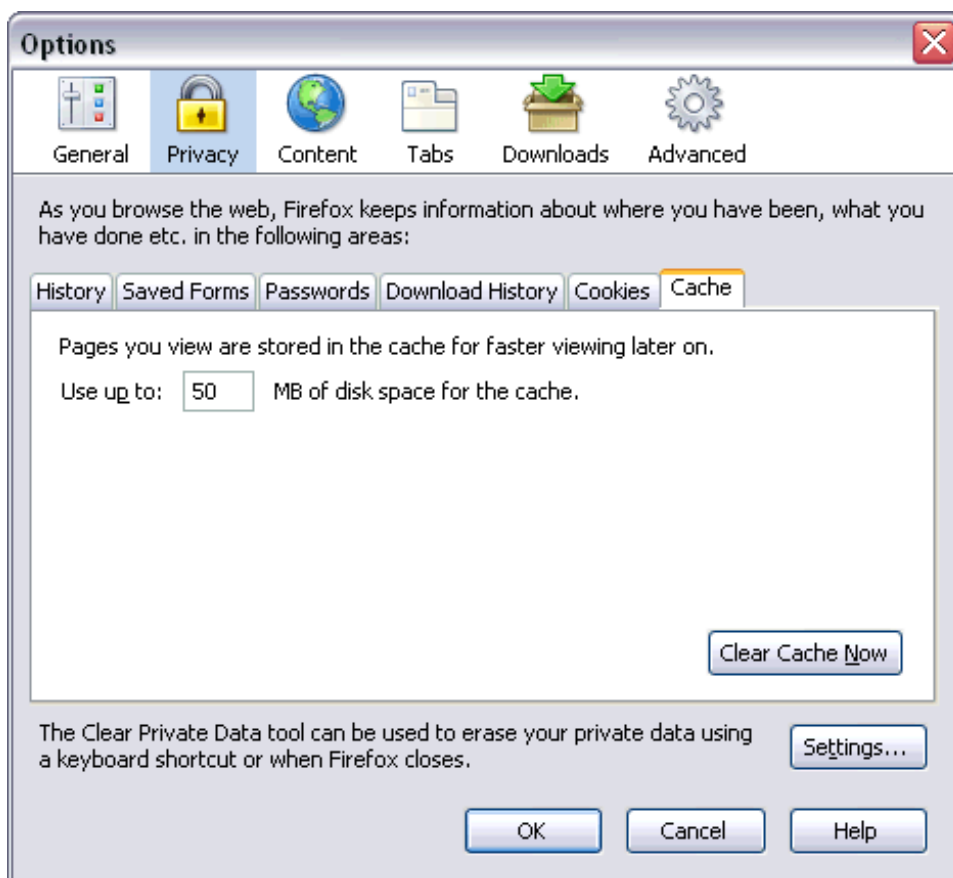 Options
General Privacy Content Tabs Downloads Advanced
As you browse the web, Firefox keeps information about where you have been, what you
have done etc. in the following areas:
History Saved Forms Passwords Download History Cookies Cache
Pages you view are stored in the cache for faster viewing later on.
Use up to: 50 MB of disk space for the cache.
Clear Cache Now
The Clear Private Data tool can be used to erase your private data using
a keyboard shortcut or when Firefox closes.
Settings...
OK Cancel Help